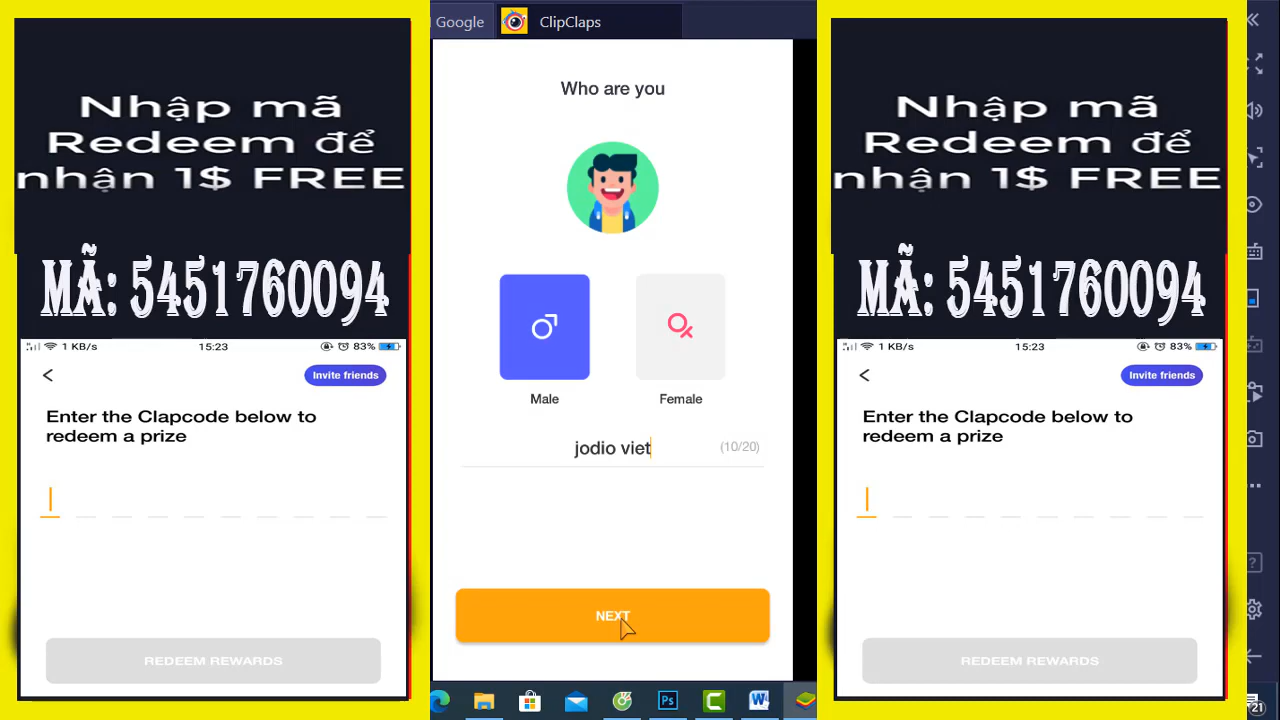 Nhập mã
Redeem để
nhận 1$ FREE
MÃ: 5451760094
1 KB/s
15:23
83%
Invite friends
Enter the Clapcode below to
redeem a prize
REDEEM REWARDS
Google
ClipClaps
Who are you
Male
Female
jodio viet
(10/20)
NEXT
Nhập mã
Redeem để
nhận 1$ FREE
MÃ: 5451760094
1 KB/s
15:23
83%
Invite friends
Enter the Clapcode below to
redeem a prize
REDEEM REWARDS
21